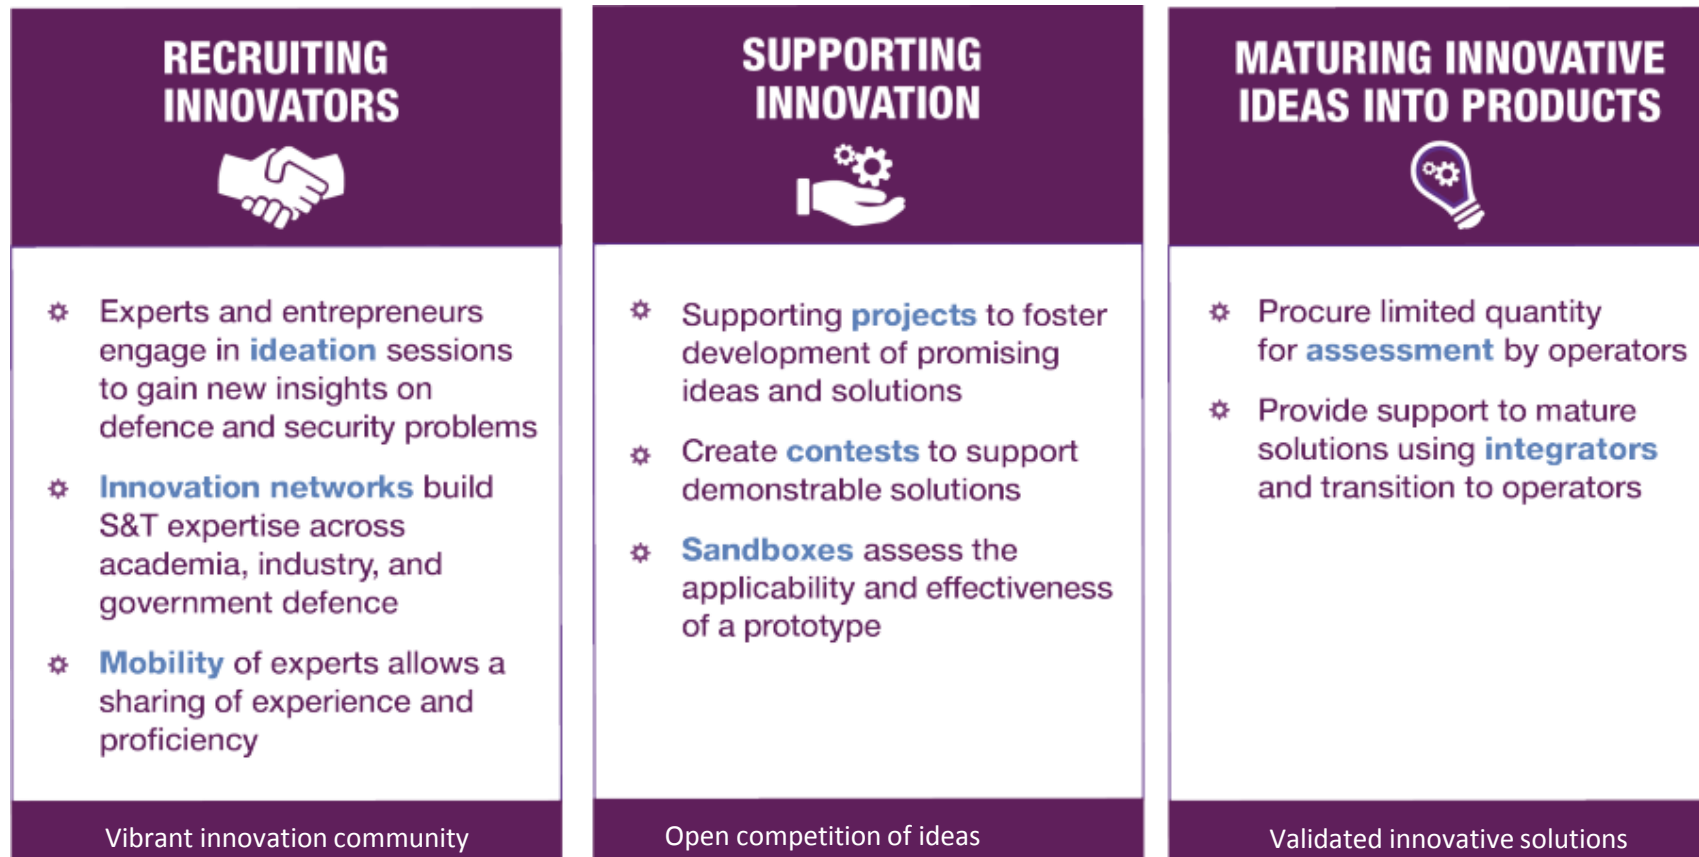 RECRUITING
INNOVATORS
Experts and entrepreneurs
engage in ideation sessions
to gain new insights on
defence and security problems
Innovation networks build
S&T expertise across
academia, industry, and
government defence
Mobility of experts allows a
sharing of experience and
proficiency
Vibrant innovation community
SUPPORTING
INNOVATION
Supporting projects to foster
development of promising
ideas and solutions
Create contests to support
demonstrable solutions
Sandboxes assess the
applicability and effectiveness
of a prototype
Open competition of ideas
MATURING INNOVATIVE
IDEAS INTO PRODUCTS
Procure limited quantity
for assessment by operators
Provide support to mature
solutions using integrators
and transition to operators
Validated innovative solutions